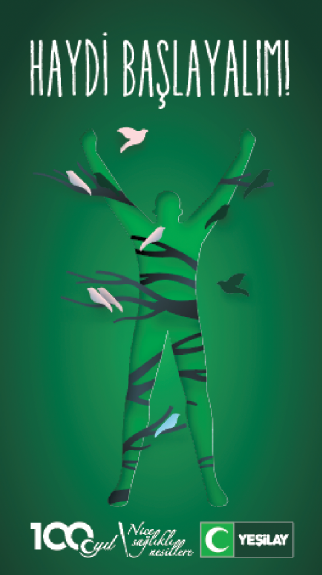 HAYDİ BAŞLAYALIM!
100.yıl
Nice
sağlıklı
nesillere
YEŞİLAY